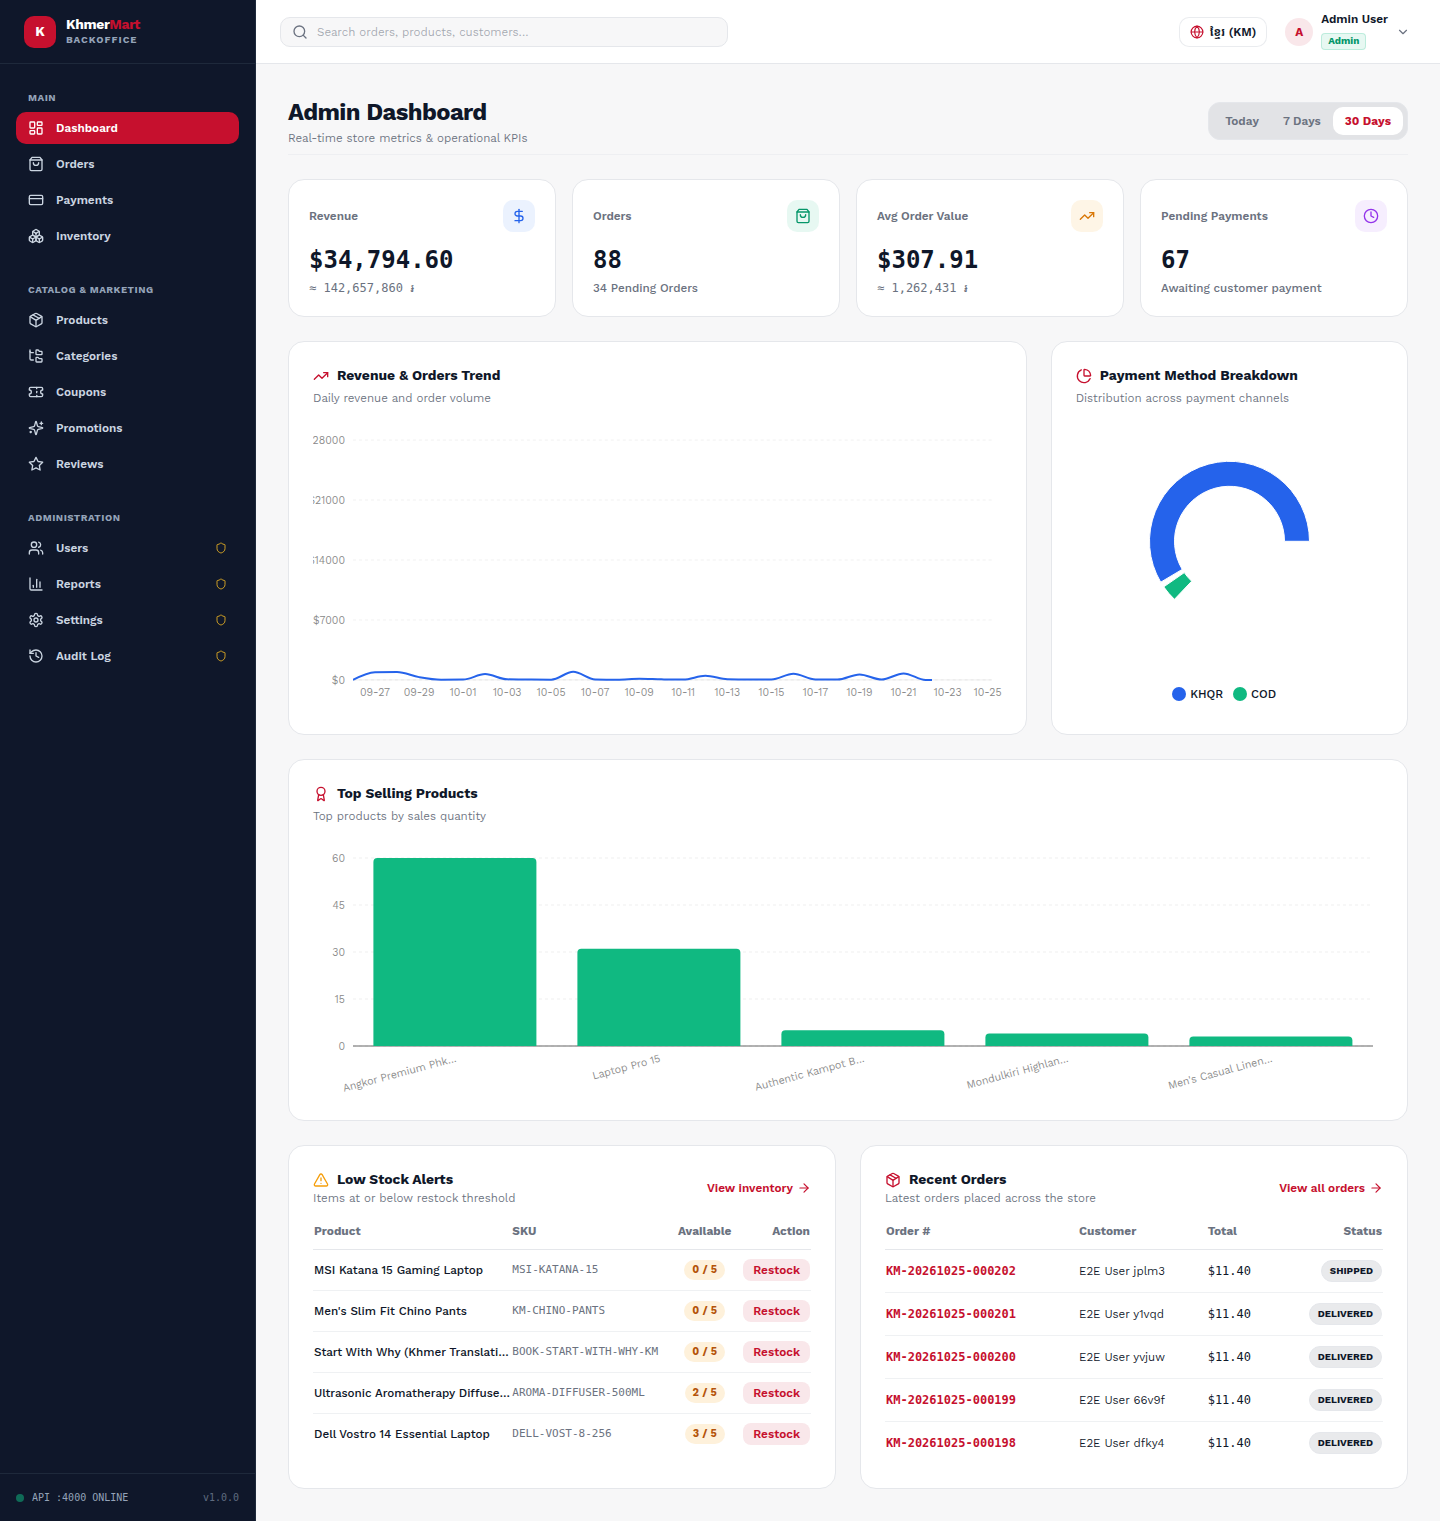 K
KhmerMart
BACKOFFICE
MAIN
Dashboard
Orders
Payments
Inventory
CATALOG & MARKETING
Products
Categories
Coupons
Promotions
Reviews
ADMINISTRATION
Users
Reports
Settings
Audit Log
API :4000 ONLINE
v1.0.0
Search orders, products, customers...
ខ្មែរ (KM)
A
Admin User
Admin
Admin Dashboard
Real-time store metrics & operational KPIs
Today
7 Days
30 Days
Revenue
$34,794.60
≈ 142,657,860 ៛
Orders
88
34 Pending Orders
Avg Order Value
$307.91
≈ 1,262,431 ៛
Pending Payments
67
Awaiting customer payment
Revenue & Orders Trend
Daily revenue and order volume
28000
$21000
$14000
$7000
$0
09-27 09-29 10-01 10-03 10-05 10-07 10-09 10-11 10-13 10-15 10-17 10-19 10-21 10-23 10-25
Payment Method Breakdown
Distribution across payment channels
KHQR COD
Top Selling Products
Top products by sales quantity
60
45
30
15
0
Angkor Premium Phk...
Laptop Pro 15
Authentic Kampot B...
Mondulkiri Highlan...
Men's Casual Linen...
Low Stock Alerts
Items at or below restock threshold
View inventory
Product SKU Available Action
MSI Katana 15 Gaming Laptop MSI-KATANA-15 0 / 5 Restock
Men's Slim Fit Chino Pants KM-CHINO-PANTS 0 / 5 Restock
Start With Why (Khmer Translati... BOOK-START-WITH-WHY-KM 0 / 5 Restock
Ultrasonic Aromatherapy Diffuse... AROMA-DIFFUSER-500ML 2 / 5 Restock
Dell Vostro 14 Essential Laptop DELL-VOST-8-256 3 / 5 Restock
Recent Orders
Latest orders placed across the store
View all orders
Order # Customer Total Status
KM-20261025-000202 E2E User jplm3 $11.40 SHIPPED
KM-20261025-000201 E2E User y1vqd $11.40 DELIVERED
KM-20261025-000200 E2E User yvjuw $11.40 DELIVERED
KM-20261025-000199 E2E User 66v9f $11.40 DELIVERED
KM-20261025-000198 E2E User dfky4 $11.40 DELIVERED